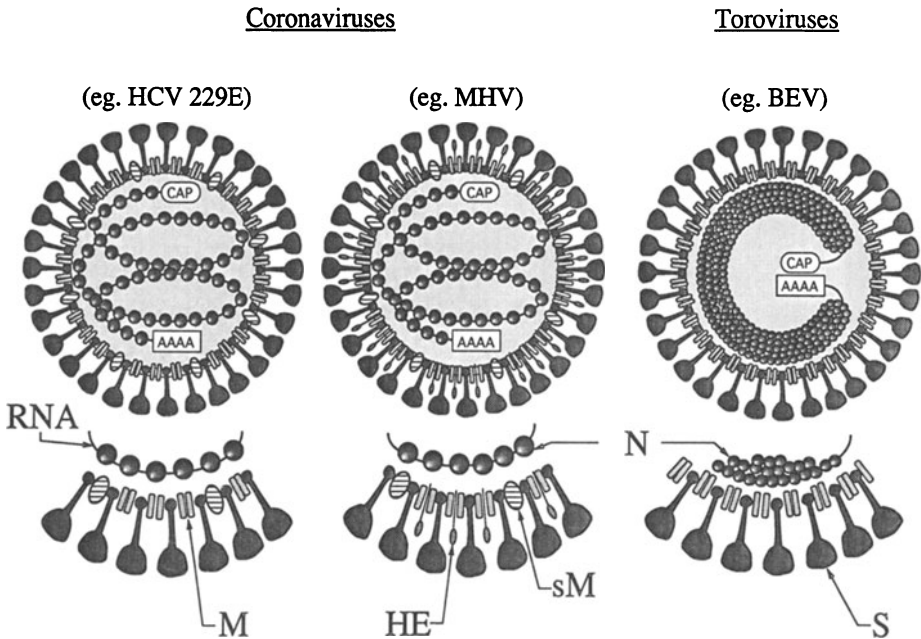 Coronaviruses
Toroviruses
(eg. HCV 229E)
(eg. MHV)
(eg. BEV)
CAP
AAAA
CAP
AAAA
CAP
AAAA
RNA
N
M
HE
sM
S